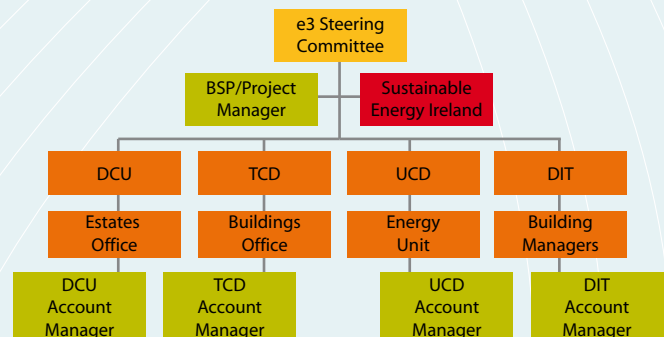 e3 Steering
Committee
BSP/Project
Manager
Sustainable
Energy Ireland
DCU
TCD
UCD
DIT
Estates
Office
Buildings
Office
Energy
Unit
Building
Managers
DCU
Account
Manager
TCD
Account
Manager
UCD
Account
Manager
DIT
Account
Manager